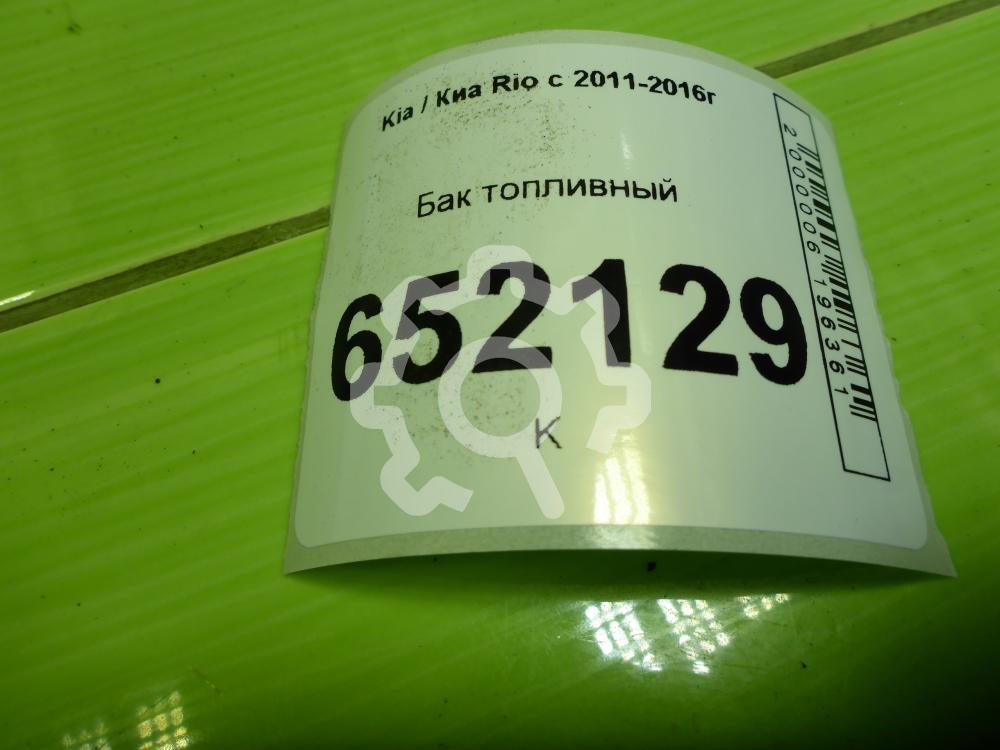 Kia / Киа Rio с 2011-2016г
Бак топливный
652129
К
2000006196361